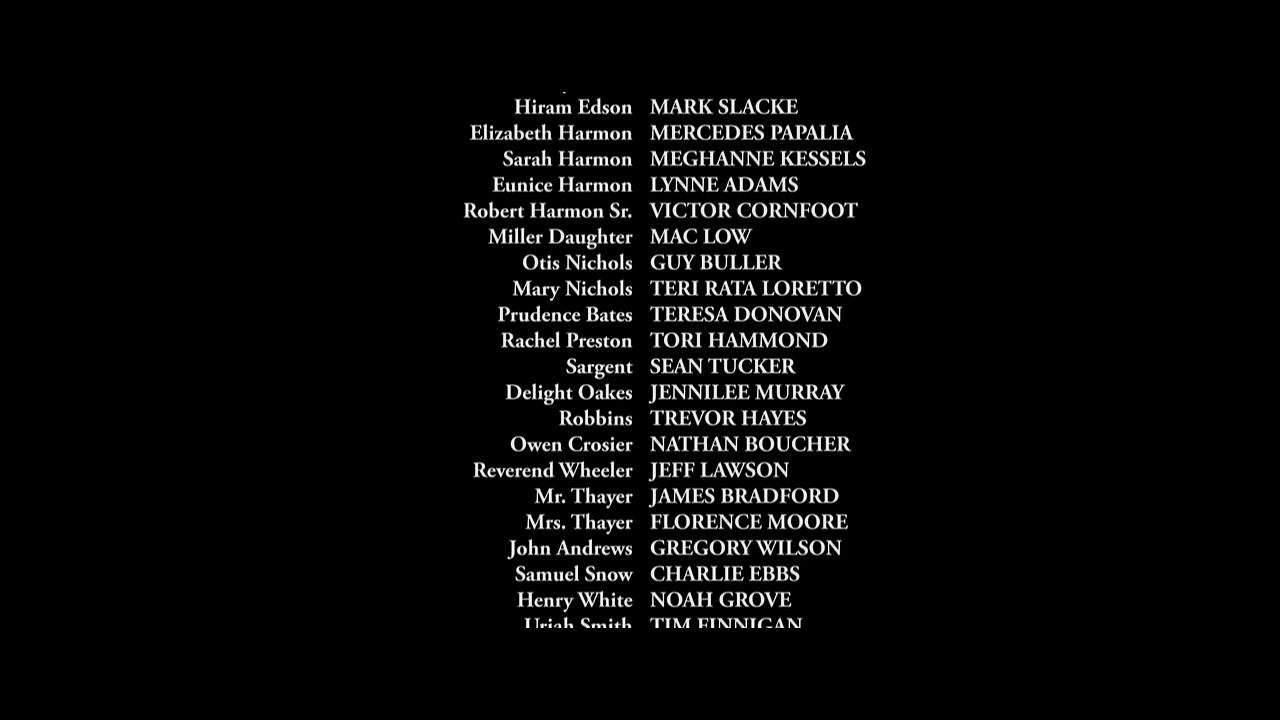 Hiram Edson MARK SLACKE
Elizabeth Harmon MERCEDES PAPALIA
Sarah Harmon MEGHANNE KESSELS
Eunice Harmon LYNNE ADAMS
Robert Harmon Sr. VICTOR CORNFOOT
Miller Daughter MAC LOW
Otis Nichols GUY BULLER
Mary Nichols TERI RATA LORETTO
Prudence Bates TERESA DONOVAN
Rachel Preston TORI HAMMOND
Sargent SEAN TUCKER
Delight Oakes JENNILEE MURRAY
Robbins TREVOR HAYES
Owen Crosier NATHAN BOUCHER
Reverend Wheeler JEFF LAWSON
Mr. Thayer JAMES BRADFORD
Mrs. Thayer FLORENCE MOORE
John Andrews GREGORY WILSON
Samuel Snow CHARLIE EBBS
Henry White NOAH GROVE
Uriah Smith TIM FINNIGAN